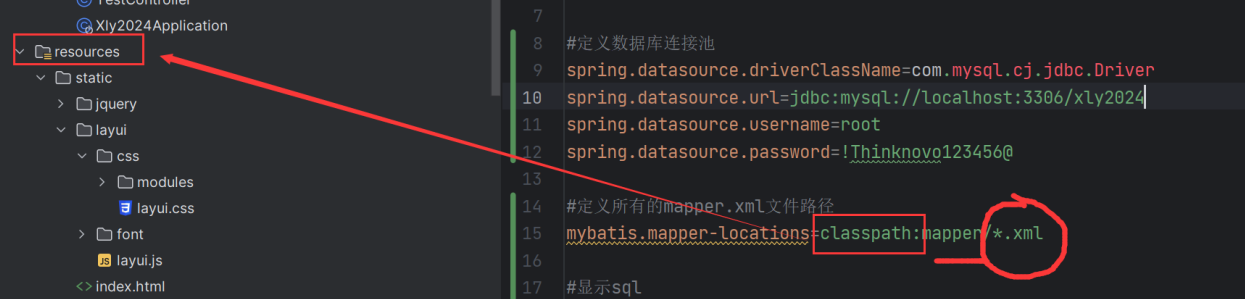 TestController
Xly2024Application
resources
static
jquery
layui
css
modules
layui.css
font
JS layui.js
<> index.html
7
8 #定义数据库连接池
9 spring.datasource.driverClassName=com.mysql.cj.jdbc.Driver
10 spring.datasource.url=jdbc:mysql://localhost:3306/xly2024
11 spring.datasource.username=root
12 spring.datasource.password=!Thinknovo123456@
13
14 #定义所有的mapper.xml文件路径
15 mybatis.mapper-locations=classpath:mapper/*.xml
16
17 #显示sql